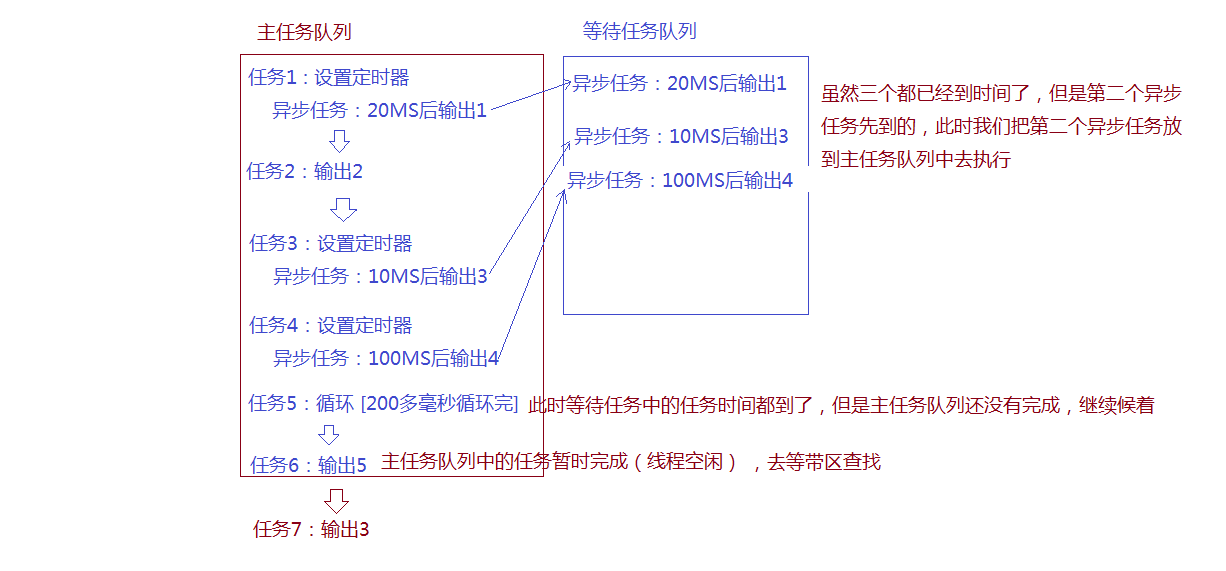 主任务队列
等待任务队列
任务1：设置定时器
异步任务：20MS后输出1
任务2：输出2
任务3：设置定时器
异步任务：10MS后输出3
任务4：设置定时器
异步任务：100MS后输出4
任务5：循环 [200多毫秒循环完]
此时等待任务中的任务时间都到了，但是主任务队列还没有完成，继续候着
任务6：输出5
主任务队列中的任务暂时完成（线程空闲），去等带区查找
任务7：输出3
异步任务：20MS后输出1
异步任务：10MS后输出3
异步任务：100MS后输出4
虽然三个都已经到时间了，但是第二个异步
任务先到的，此时我们把第二个异步任务放
到主任务队列中去执行